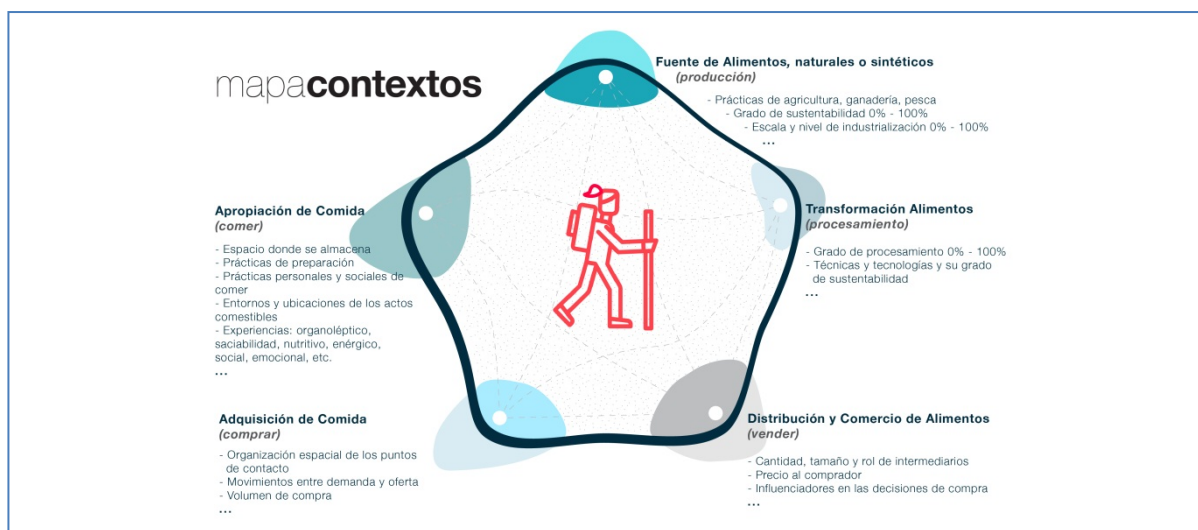 mapacontextos
Fuente de Alimentos, naturales o sintéticos
(producción)
- Prácticas de agricultura, ganadería, pesca
- Grado de sustentabilidad 0% - 100%
- Escala y nivel de industrialización 0% - 100%
...
Transformación Alimentos
(procesamiento)
- Grado de procesamiento 0% - 100%
- Técnicas y tecnologías y su grado
de sustentabilidad
...
Distribución y Comercio de Alimentos
(vender)
- Cantidad, tamaño y rol de intermediarios
- Precio al comprador
- Influenciadores en las decisiones de compra
...
Adquisición de Comida
(comprar)
- Organización espacial de los puntos
de contacto
- Movimientos entre demanda y oferta
- Volumen de compra
...
Apropiación de Comida
(comer)
- Espacio donde se almacena
- Prácticas de preparación
- Prácticas personales y sociales de
comer
- Entornos y ubicaciones de los actos
comestibles
- Experiencias: organoléptico,
saciabilidad, nutritivo, enérgico,
social, emocional, etc.
...